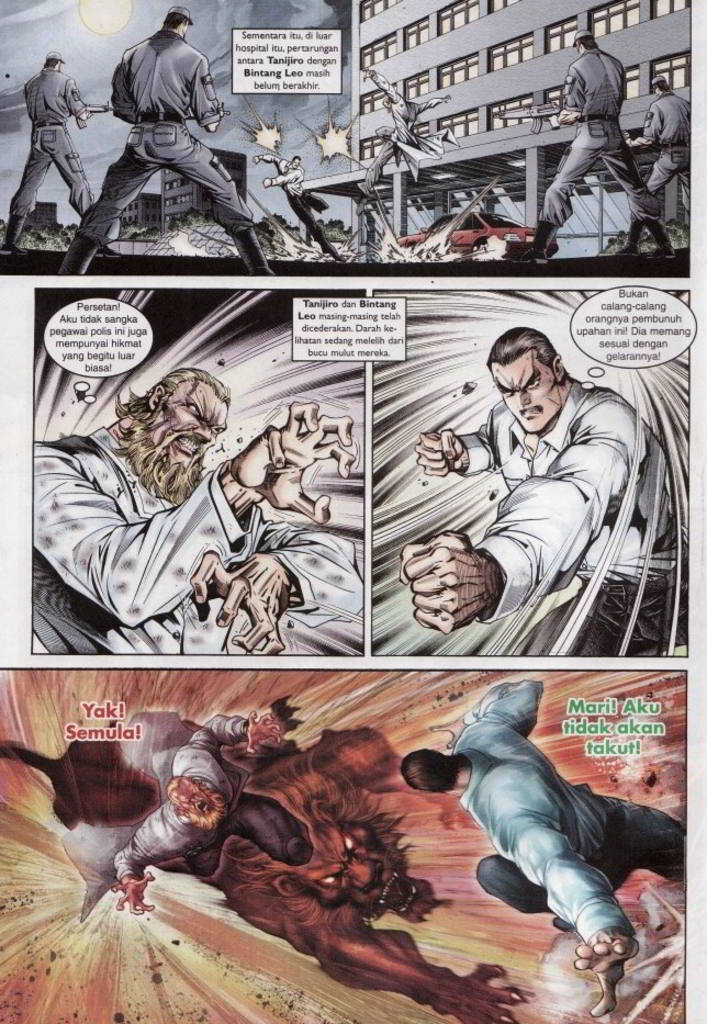 Sementara itu, di luar
hospital itu, pertarungan
antara Tanijiro dengan
Bintang Leo masih
belum berakhir.
Persetan!
Aku tidak sangka
pegawai polis ini juga
mempunyai hikmat
yang begitu luar
biasa!
Tanijiro dan Bintang
Leo masing-masing telah
dicederakan. Darah ke-
lihatan sedang meleleh dari
bucu mulut mereka.
Bukan
calang-calang
orangnya pembunuh
upahan ini! Dia memang
sesuai dengan
gelarannya!
Yak!
Semula!
Mari! Aku
tidak akan
takut!